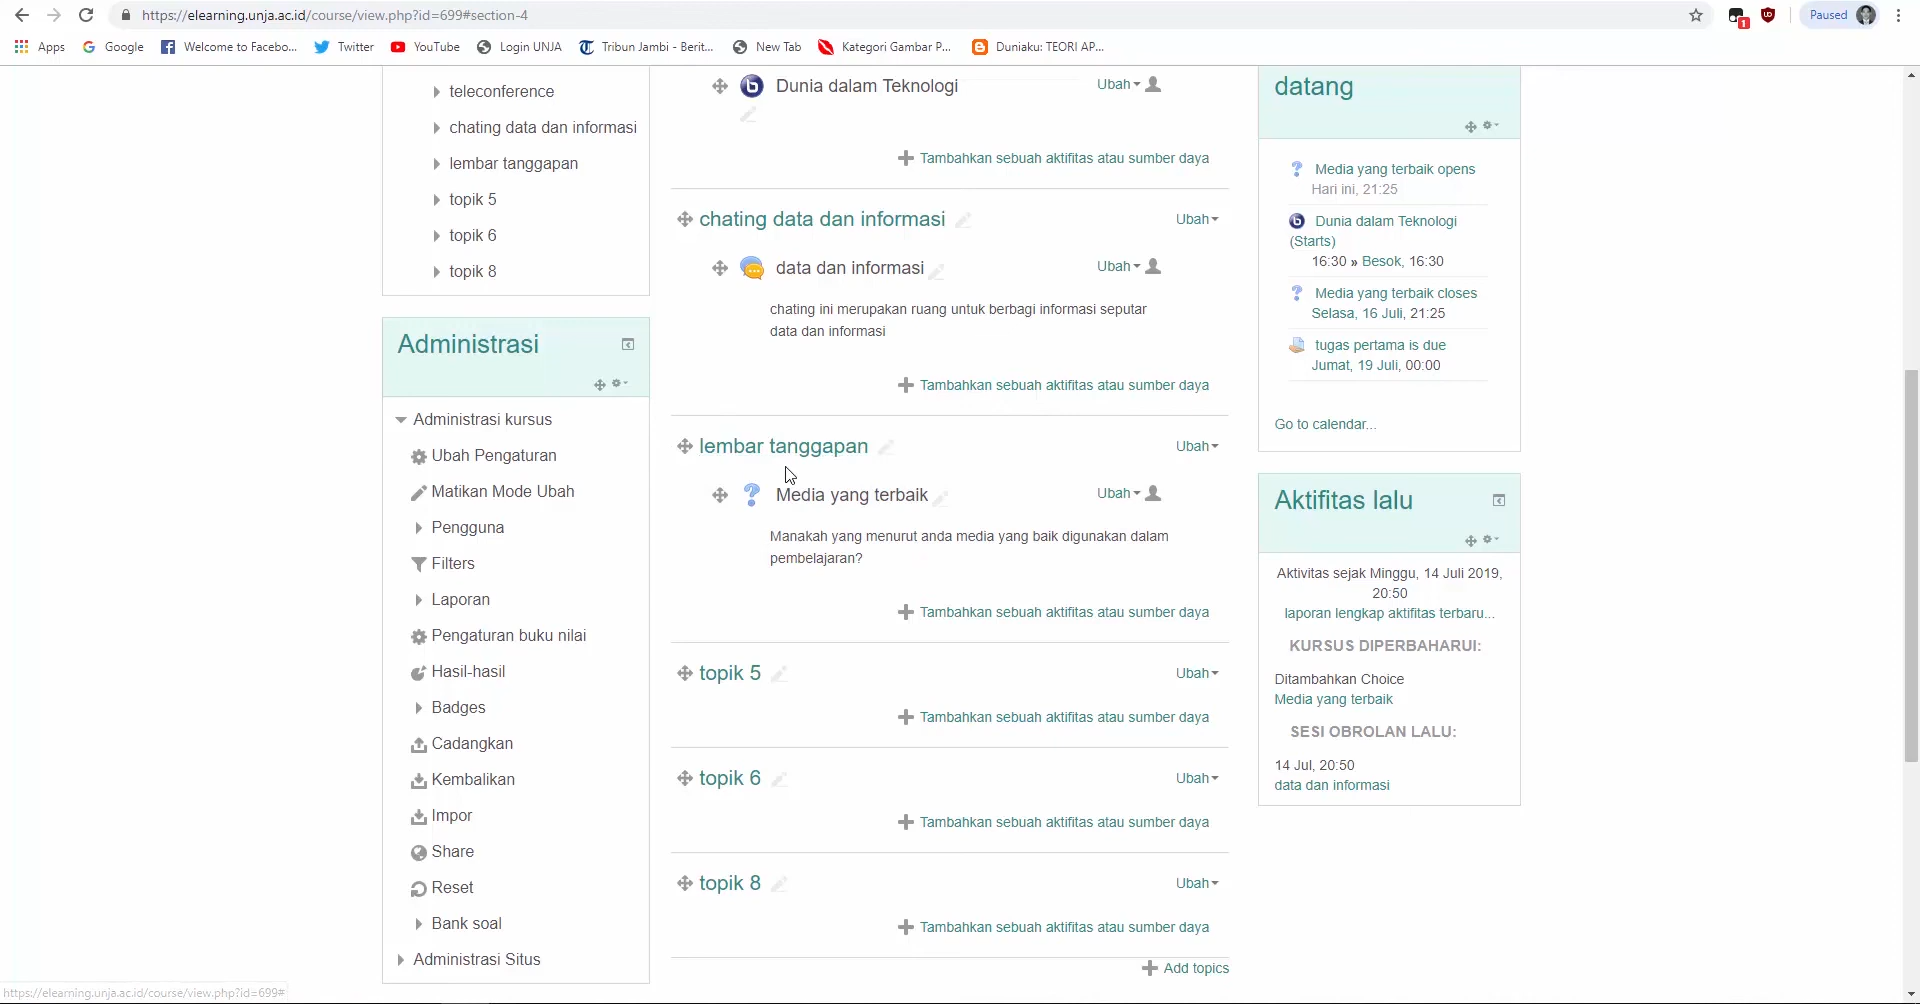 https://elearning.unja.ac.id/course/view.php?id=699#section-4
1
Paused
Apps
Google
Welcome to Facebo...
Twitter
YouTube
Login UNJA
Tribun Jambi - Berit...
New Tab
Kategori Gambar P...
Duniaku: TEORI AP...
teleconference
chating data dan informasi
lembar tanggapan
topik 5
topik 6
topik 8
Administrasi
Administrasi kursus
Ubah Pengaturan
Matikan Mode Ubah
Pengguna
Filters
Laporan
Pengaturan buku nilai
Hasil-hasil
Badges
Cadangkan
Kembalikan
Impor
Share
Reset
Bank soal
Administrasi Situs
Dunia dalam Teknologi
Ubah
Tambahkan sebuah aktifitas atau sumber daya
chating data dan informasi
Ubah
data dan informasi
Ubah
chating ini merupakan ruang untuk berbagi informasi seputar
data dan informasi
Tambahkan sebuah aktifitas atau sumber daya
lembar tanggapan
Ubah
Media yang terbaik
Ubah
Manakah yang menurut anda media yang baik digunakan dalam
pembelajaran?
Tambahkan sebuah aktifitas atau sumber daya
topik 5
Ubah
Tambahkan sebuah aktifitas atau sumber daya
topik 6
Ubah
Tambahkan sebuah aktifitas atau sumber daya
topik 8
Ubah
Tambahkan sebuah aktifitas atau sumber daya
Add topics
datang
Media yang terbaik opens
Hari ini, 21:25
Dunia dalam Teknologi
(Starts)
16:30 » Besok, 16:30
Media yang terbaik closes
Selasa, 16 Juli, 21:25
tugas pertama is due
Jumat, 19 Juli, 00:00
Go to calendar...
Aktifitas lalu
Aktivitas sejak Minggu, 14 Juli 2019,
20:50
laporan lengkap aktifitas terbaru...
KURSUS DIPERBAHARUI:
Ditambahkan Choice
Media yang terbaik
SESI OBROLAN LALU:
14 Jul, 20:50
data dan informasi
https://elearning.unja.ac.id/course/view.php?id=699#